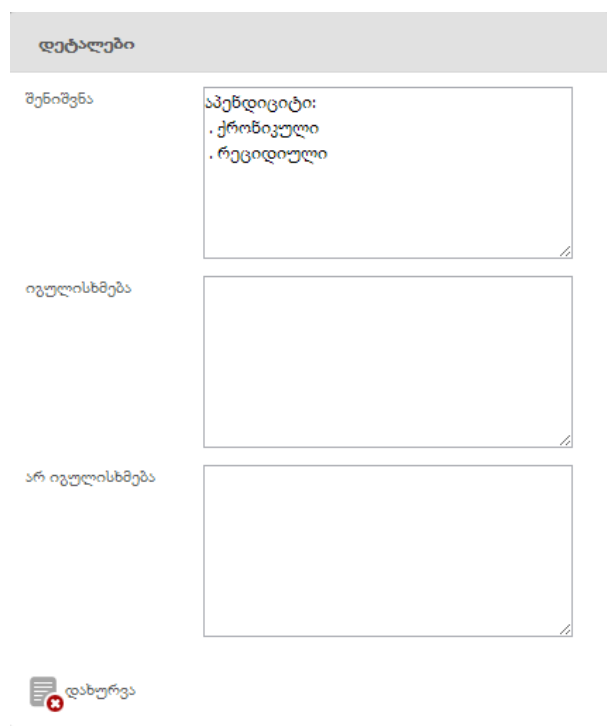 დეტალები
შენიშვნა
აპენდიციტი:
. ქრონიკული
. რეციდიული
იგულისხმება
არ იგულისხმება
დახურვა